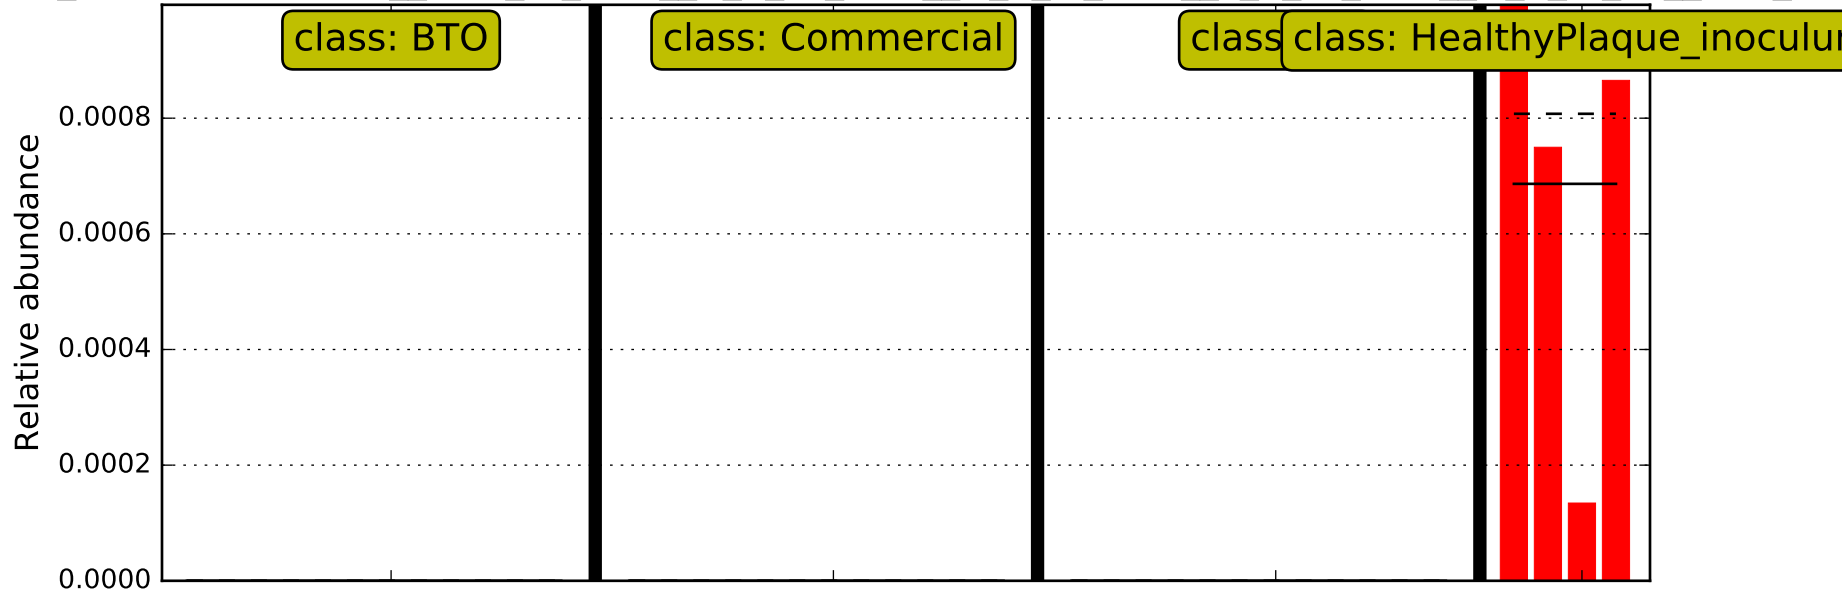 class: BTO
class: Commercial
class
class: HealthyPlaque_inoculu
0.0008
0.0006
0.0004
0.0002
0.0000
Relative abundance